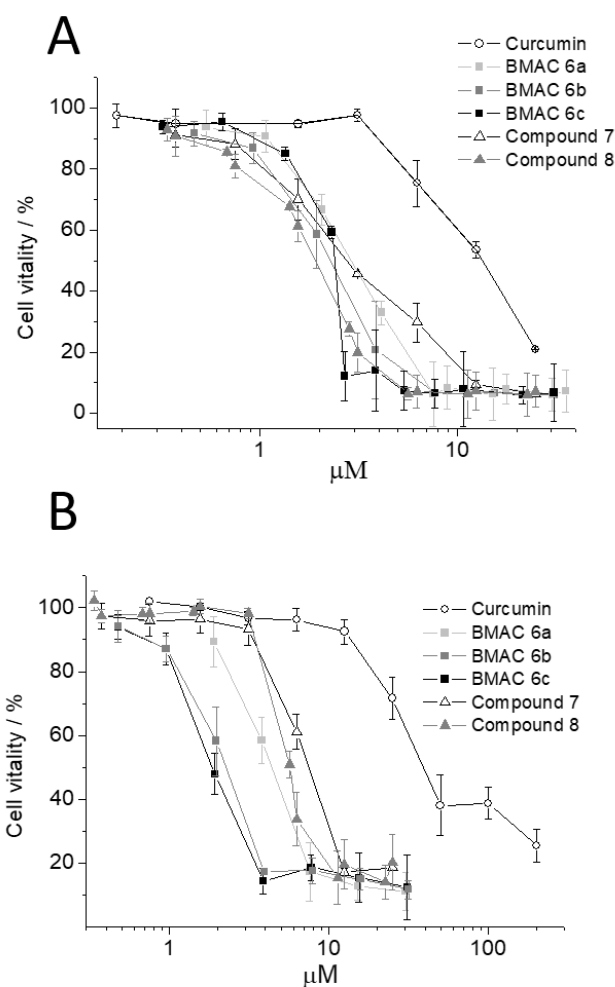 A
Curcumin
BMAC 6a
BMAC 6b
BMAC 6c
Compound 7
Compound 8
Cell vitality / %
100
80
60
40
20
0
1
10
μM
B
Curcumin
BMAC 6a
BMAC 6b
BMAC 6c
Compound 7
Compound 8
Cell vitality / %
100
80
60
40
20
1
10
100
μM